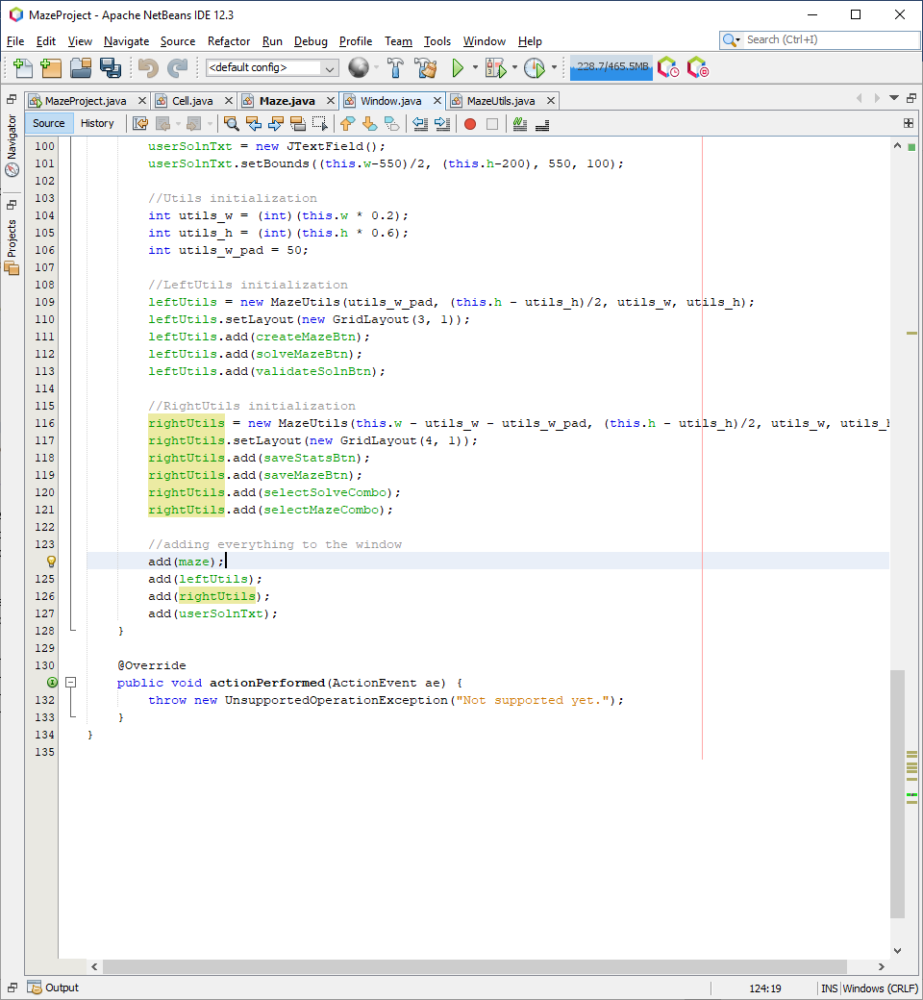 MazeProject - Apache NetBeans IDE 12.3
File Edit View Navigate Source Refactor Run Debug Profile Team Tools Window Help
Search (Ctrl+I)
<default config>
228.7/465.5MB
MazeProject.java Cell.java Maze.java Window.java MazeUtils.java
Source History
Navigator
Projects
100 userSolnTxt = new JTextField();
101 userSolnTxt.setBounds((this.w-550)/2, (this.h-200), 550, 100);
102
103 //Utils initialization
104 int utils_w = (int)(this.w * 0.2);
105 int utils_h = (int)(this.h * 0.6);
106 int utils_w_pad = 50;
107
108 //LeftUtils initialization
109 leftUtils = new MazeUtils(utils_w_pad, (this.h - utils_h)/2, utils_w, utils_h);
110 leftUtils.setLayout(new GridLayout(3, 1));
111 leftUtils.add(createMazeBtn);
112 leftUtils.add(solveMazeBtn);
113 leftUtils.add(validateSolnBtn);
114
115 //RightUtils initialization
116 rightUtils = new MazeUtils(this.w - utils_w - utils_w_pad, (this.h - utils_h)/2, utils_w, utils_h
117 rightUtils.setLayout(new GridLayout(4, 1));
118 rightUtils.add(saveStatsBtn);
119 rightUtils.add(saveMazeBtn);
120 rightUtils.add(selectSolveCombo);
121 rightUtils.add(selectMazeCombo);
122
123 //adding everything to the window
add(maze);
125 add(leftUtils);
126 add(rightUtils);
127 add(userSolnTxt);
128 }
129
130 @Override
public void actionPerformed(ActionEvent ae) {
132 throw new UnsupportedOperationException("Not supported yet.");
133 }
134 }
135
Output
124:19 INS Windows (CRLF)